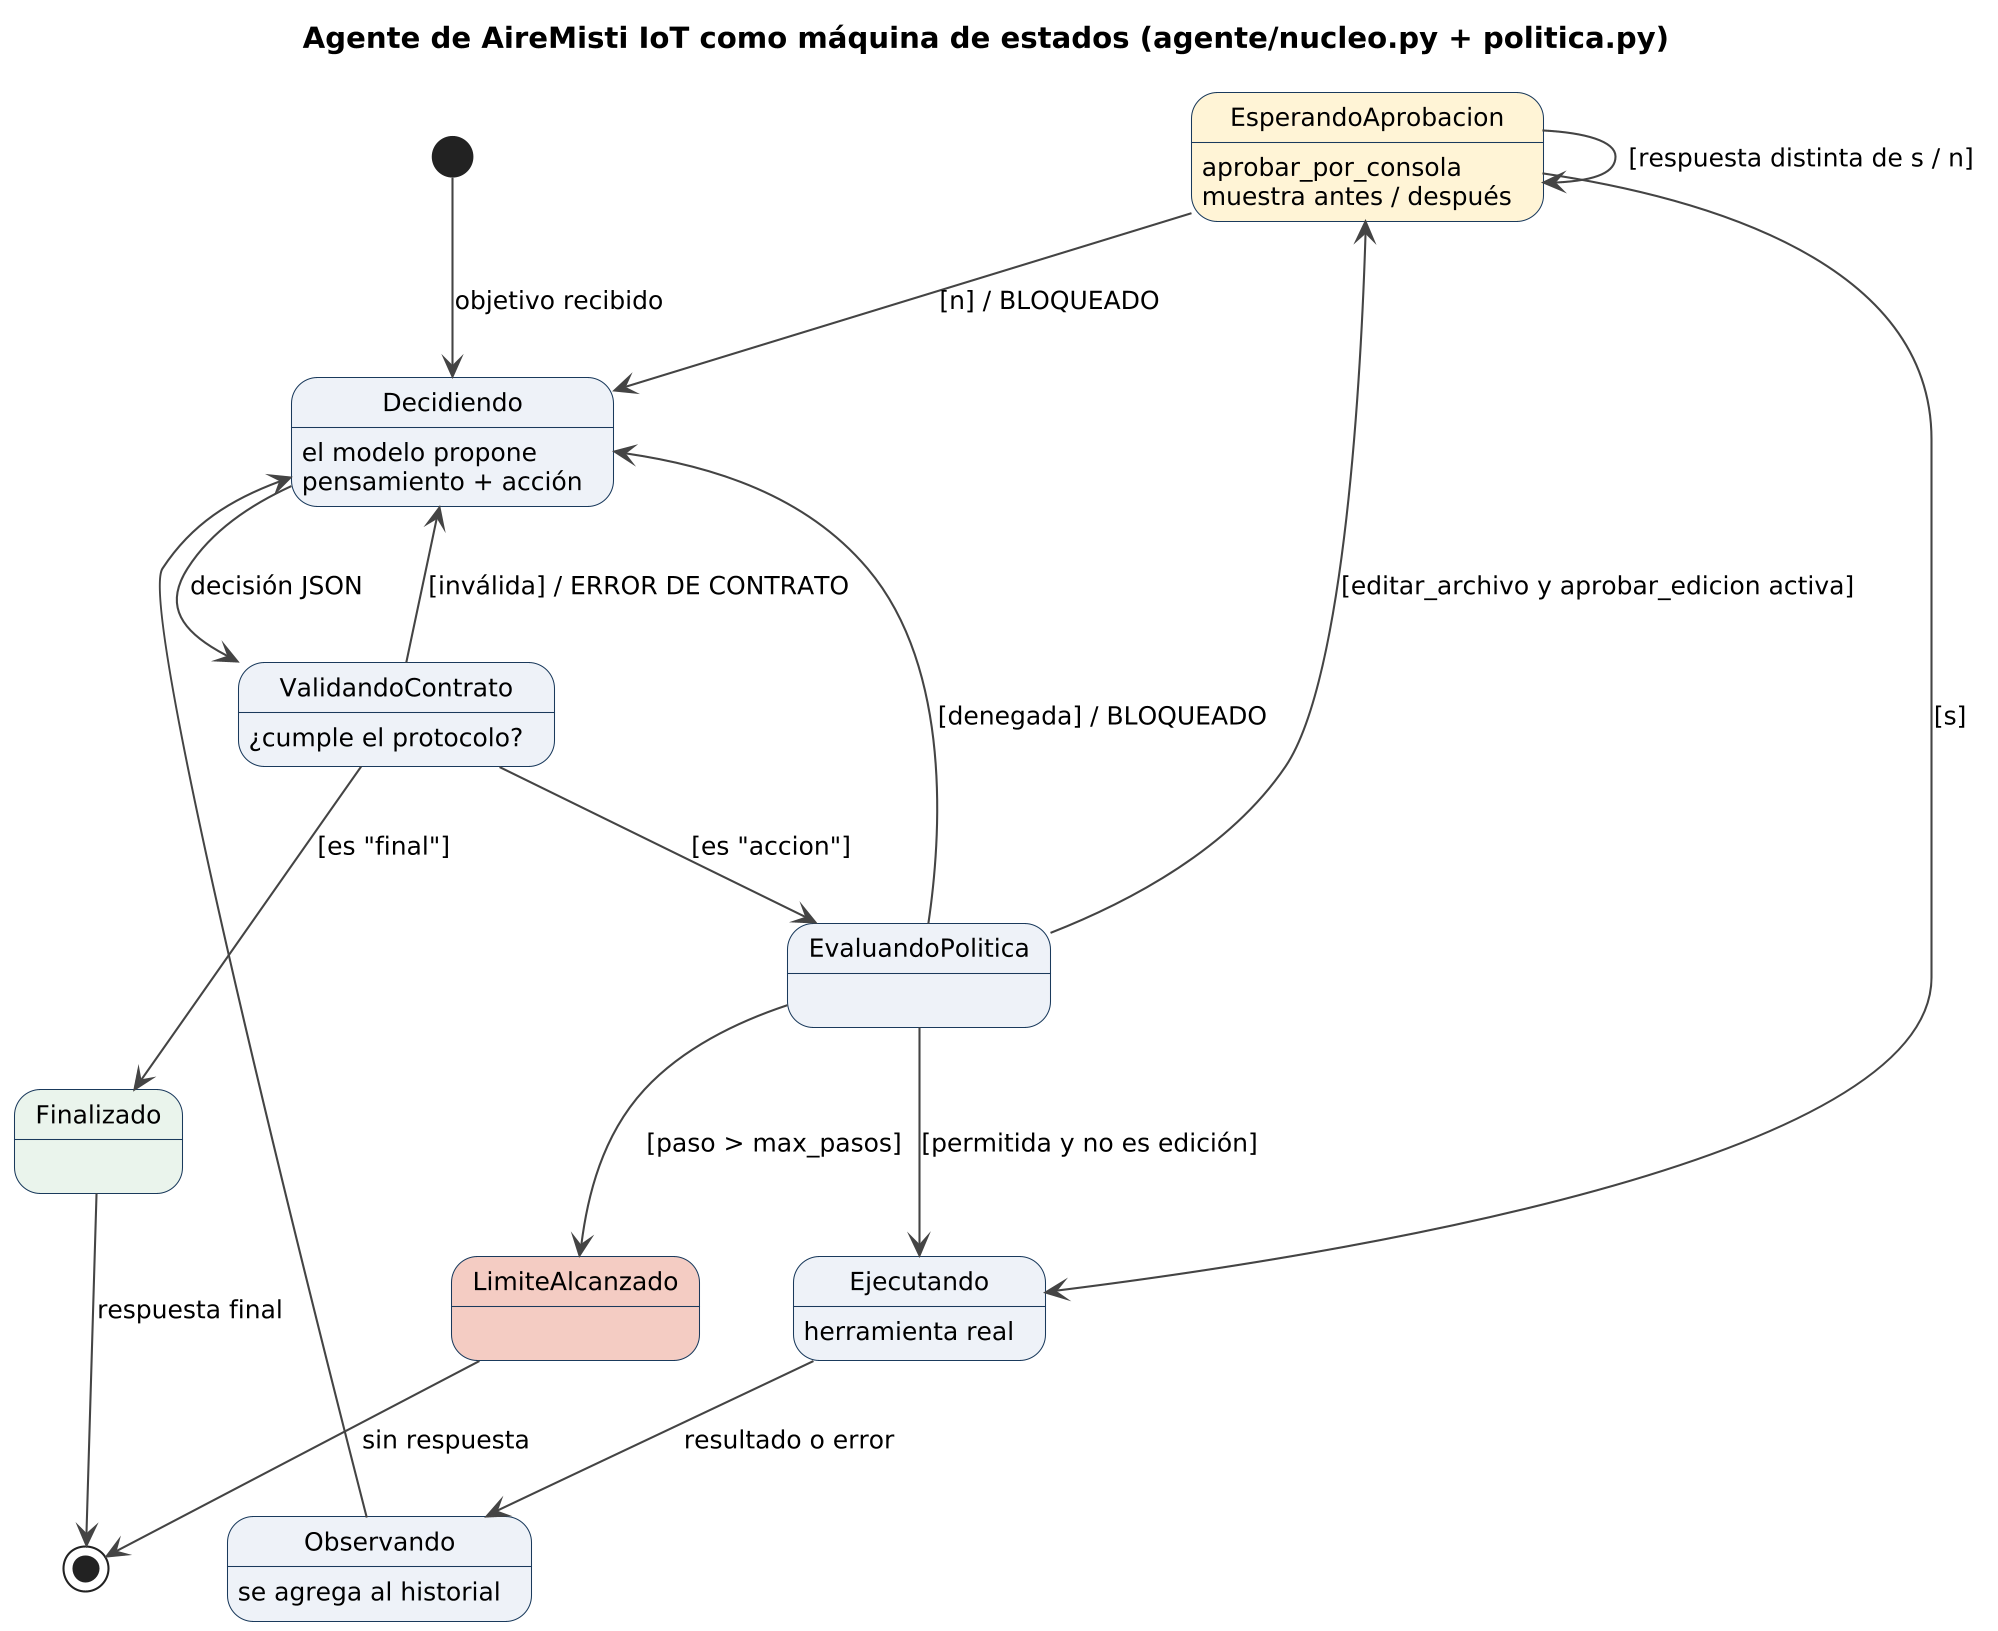 Agente de AireMisti IoT como máquina de estados (agente/nucleo.py + politica.py)
EsperandoAprobacion
aprobar_por_consola
muestra antes / después
[respuesta distinta de s / n]
objetivo recibido
[n] / BLOQUEADO
Decidiendo
el modelo propone
pensamiento + acción
decisión JSON
[inválida] / ERROR DE CONTRATO
[editar_archivo y aprobar_edicion activa]
ValidandoContrato
¿cumple el protocolo?
[denegada] / BLOQUEADO
[s]
[es "final"]
[es "accion"]
EvaluandoPolitica
Finalizado
[paso > max_pasos]
[permitida y no es edición]
respuesta final
LimiteAlcanzado
Ejecutando
herramienta real
sin respuesta
resultado o error
Observando
se agrega al historial